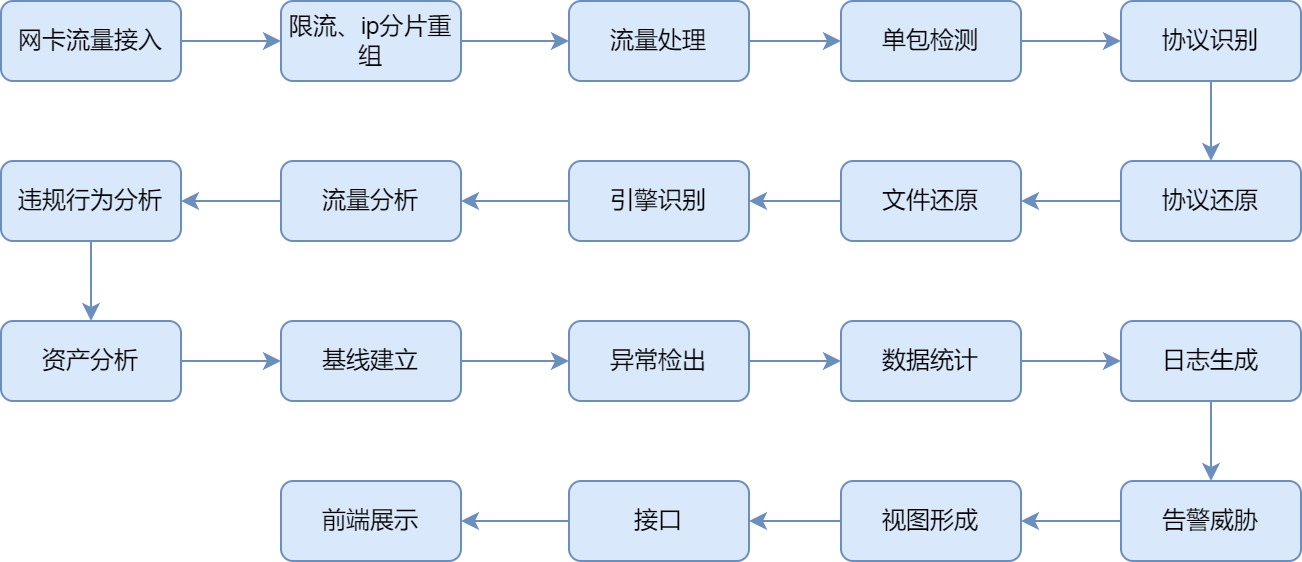 网卡流量接入
限流、ip分片重
组
流量处理
单包检测
协议识别
违规行为分析
流量分析
引擎识别
文件还原
协议还原
资产分析
基线建立
异常检出
数据统计
日志生成
前端展示
接口
视图形成
告警威胁